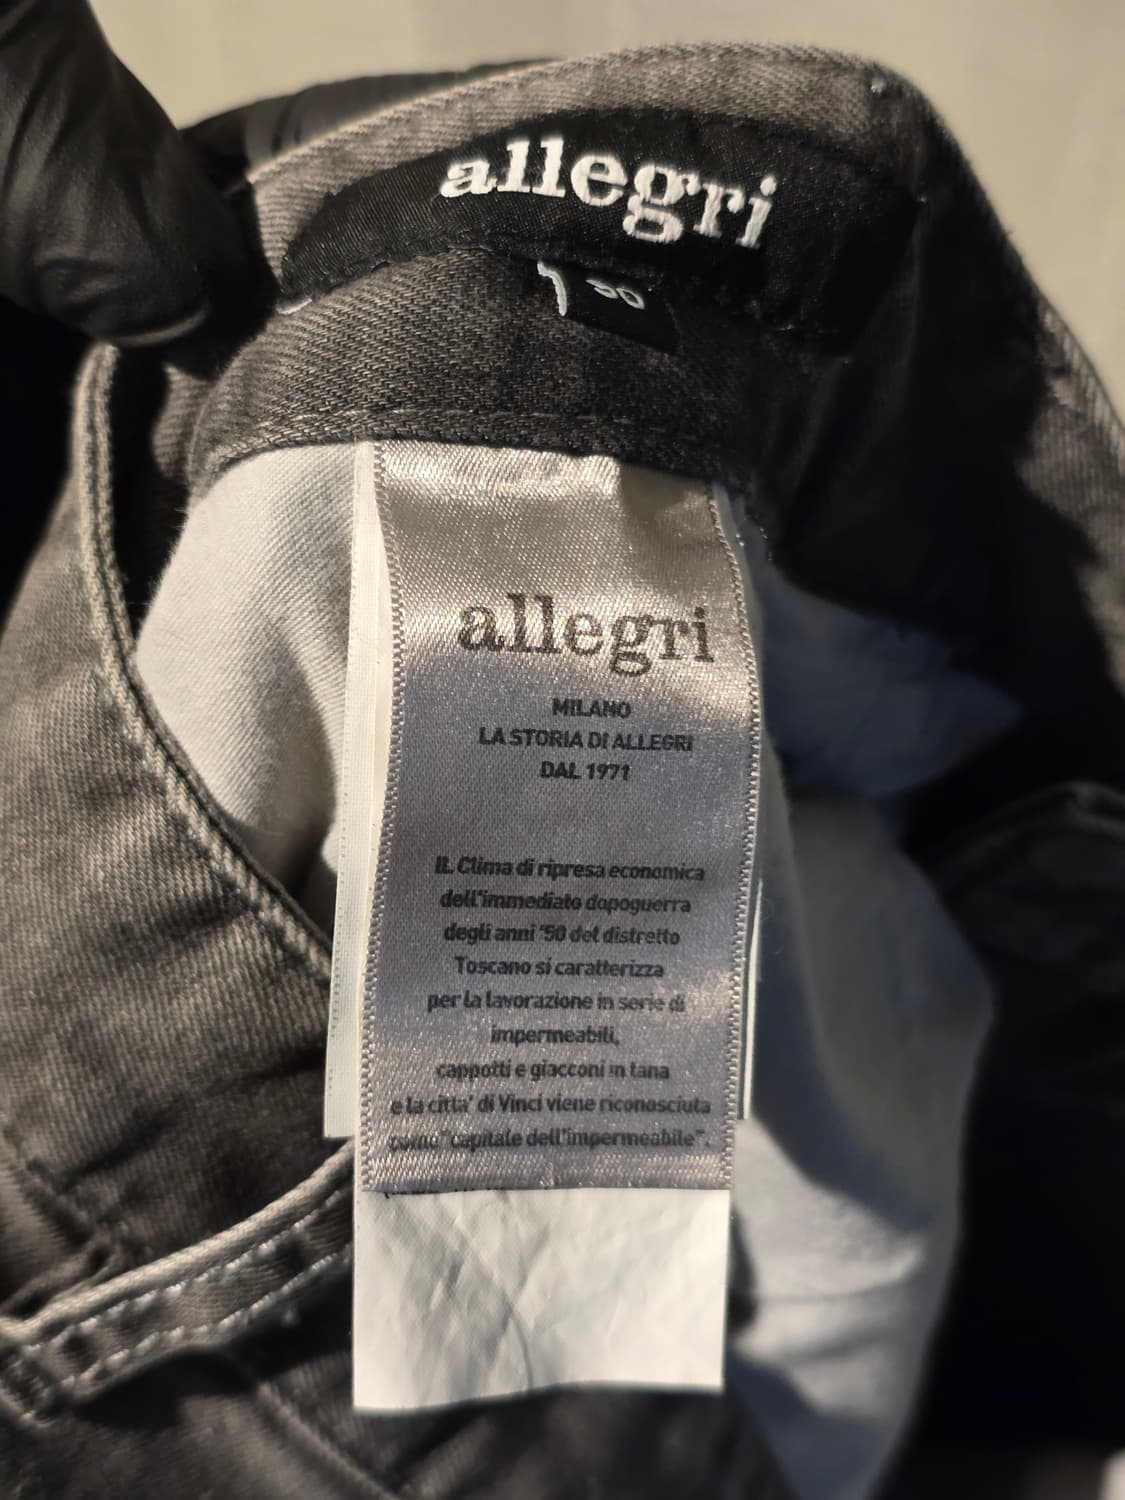 allegri
30
allegri
MILANO
LA STORIA DI ALLEGRI
DAL 1971
IL Clima di ripresa economica
dell'immediato dopoguerra
degli anni '50 del distretto
Toscano si caratterizza
per la lavorazione in serie di
impermeabili,
cappotti e giacconi in tana
e la citta' di Vinci viene riconosciuta
come "capitale dell'impermeabile".